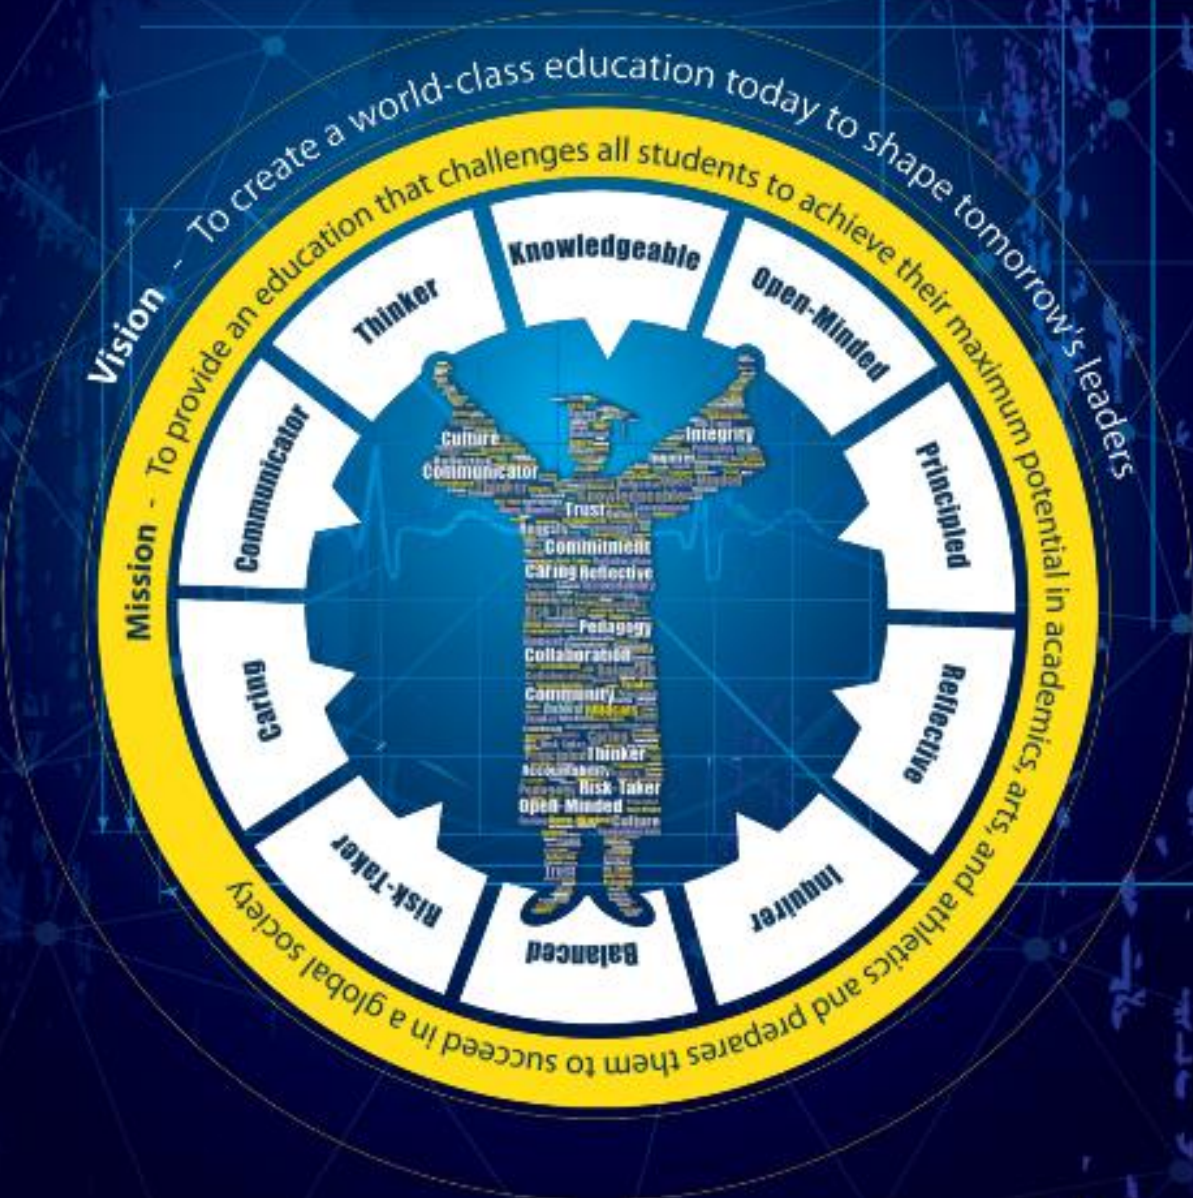 Vision - To create a world-class education today to shape tomorrow's leaders
Mission - To provide an education that challenges all students to achieve their maximum potential in academics, arts, and athletics and prepares them to succeed in a global society
Knowledgeable
Open-Minded
Principled
Reflective
Inquirer
Balanced
Risk-Taker
Caring
Communicator
Thinker
Culture
Integrity
Communicator
Knowledgeable
Trust
Commitment
Caring Reflective
Pedagogy
Collaboration
Community
Thinker
Accountability
Risk-Taker
Open-Minded
Culture
Trust